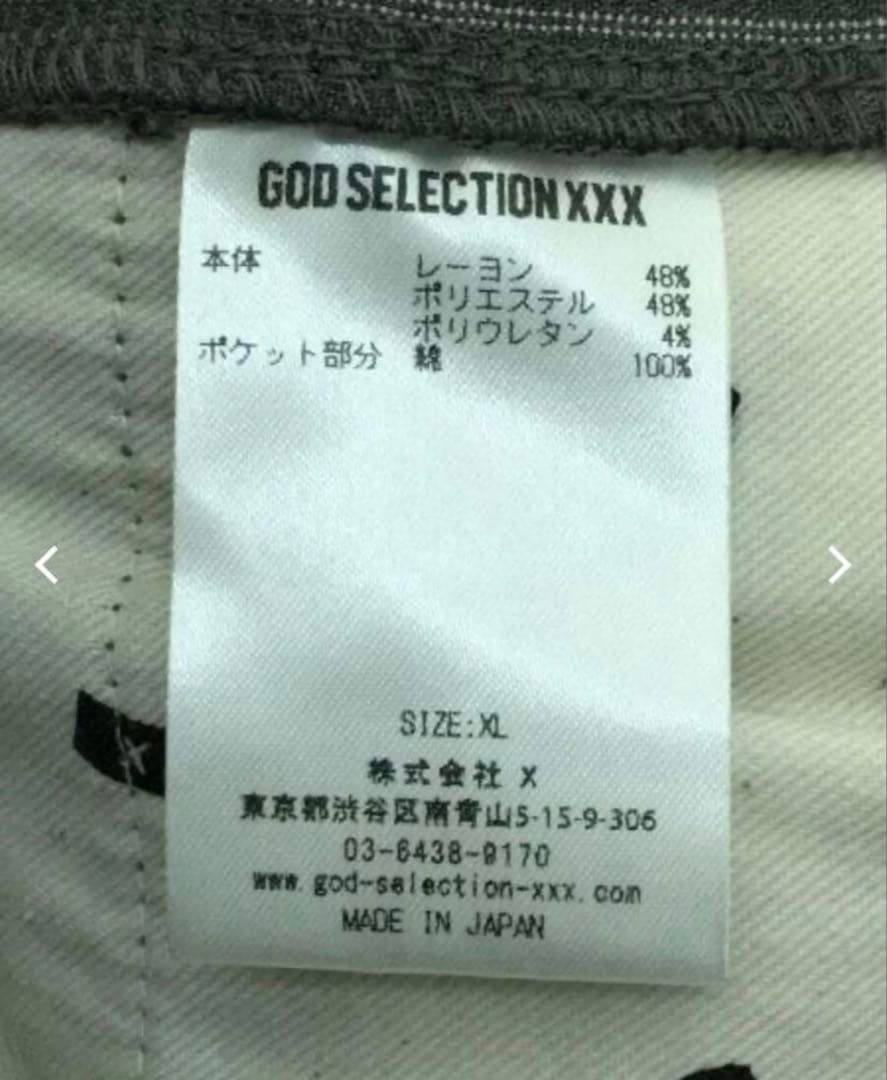 GOD SELECTION XXX
本体 レーヨン 48%
ポリエステル 48%
ポリウレタン 4%
ポケット部分 綿 100%
SIZE:XL
株式会社 X
東京都渋谷区南青山5-15-9-306
03-6438-9170
www.god-selection-xxx.com
MADE IN JAPAN
X